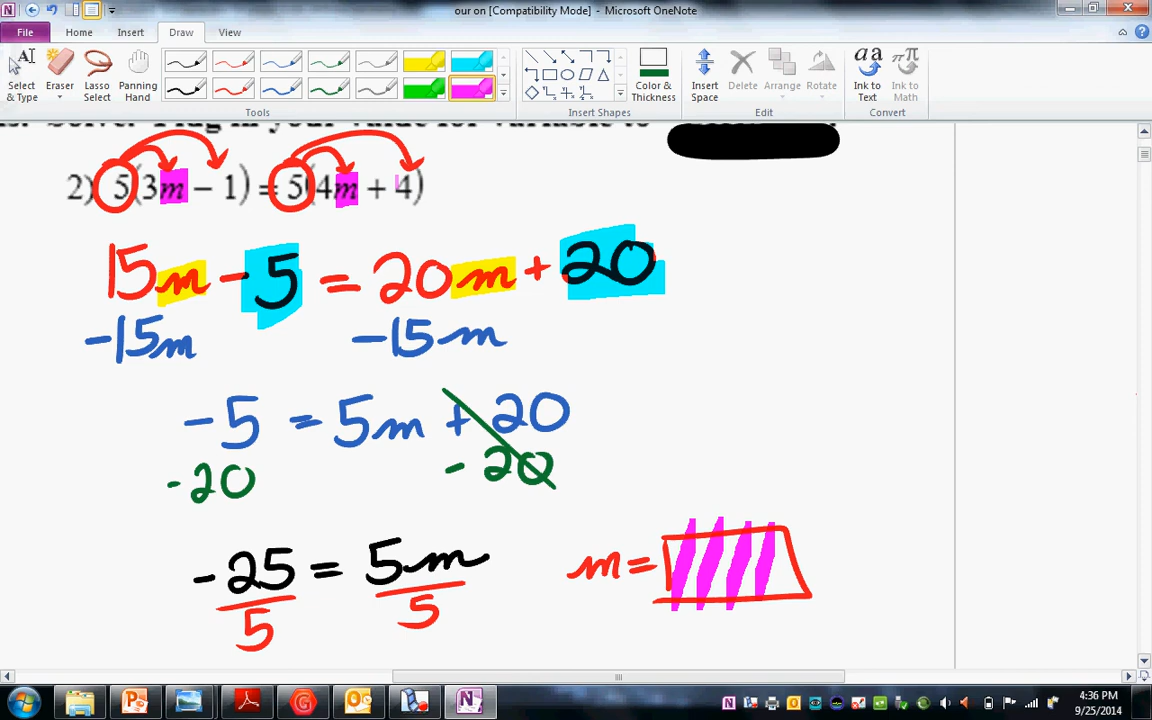 our on [Compatibility Mode] - Microsoft OneNote
File Home Insert Draw View
Select & Type
Eraser
Lasso Select
Panning Hand
Color & Thickness
Insert Space
Delete
Arrange
Rotate
Ink to Text
Ink to Math
Tools
Insert Shapes
Edit
Convert
2) 5(3m − 1) = 5(4m + 4)
15m − 5 = 20m + 20
−15m −15m
−5 = 5m + 20
-20 - 20
-25 = 5m
5 5
m =
4:36 PM
9/25/2014